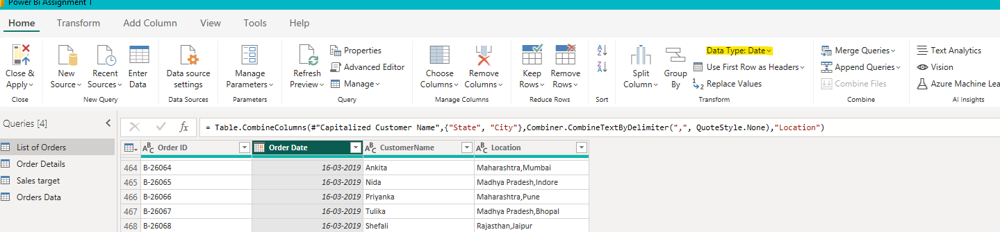 Power Bi Assignment 1
Home Transform Add Column View Tools Help
Close & Apply
New Source
Recent Sources
Enter Data
Data source settings
Manage Parameters
Refresh Preview
Properties
Advanced Editor
Manage
Choose Columns
Remove Columns
Keep Rows
Remove Rows
A
Z
Z
A
Split Column
Group By
Data Type: Date
Use First Row as Headers
1
2 Replace Values
Merge Queries
Append Queries
Combine Files
Text Analytics
Vision
Azure Machine Lea
Close New Query Data Sources Parameters Query Manage Columns Reduce Rows Sort Transform Combine AI Insights
Queries [4]
List of Orders
Order Details
Sales target
Orders Data
fx = Table.CombineColumns(#"Capitalized Customer Name",{"State", "City"},Combiner.CombineTextByDelimiter(",", QuoteStyle.None),"Location")
ABC Order ID Order Date ABC CustomerName ABC Location
464 B-26064 16-03-2019 Ankita Maharashtra,Mumbai
465 B-26065 16-03-2019 Nida Madhya Pradesh,Indore
466 B-26066 16-03-2019 Priyanka Maharashtra,Pune
467 B-26067 16-03-2019 Tulika Madhya Pradesh,Bhopal
468 B-26068 16-03-2019 Shefali Rajasthan,Jaipur